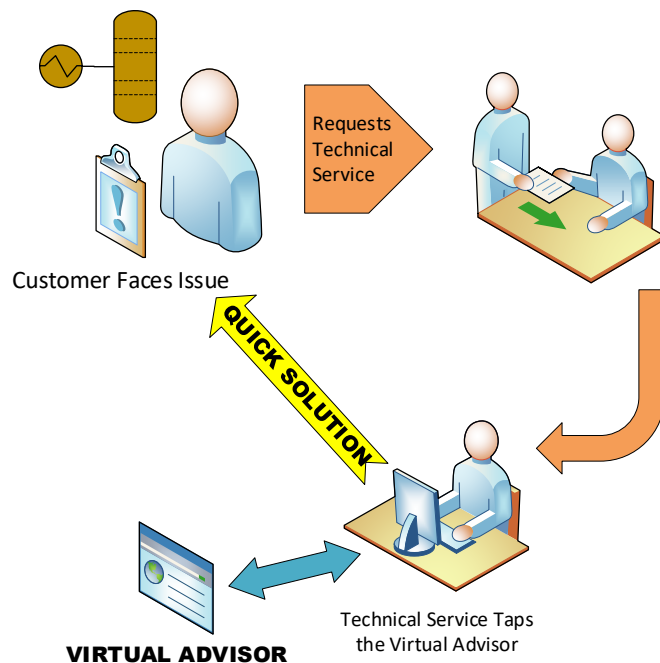 Requests
Technical
Service
Customer Faces Issue
QUICK SOLUTION
Technical Service Taps
the Virtual Advisor
VIRTUAL ADVISOR